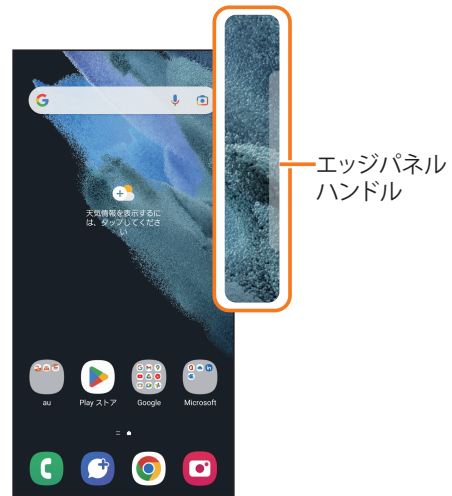 エッジパネル
ハンドル
天気情報を表示するに
は、タップしてくださ
い
au
Play ストア
Google
Microsoft